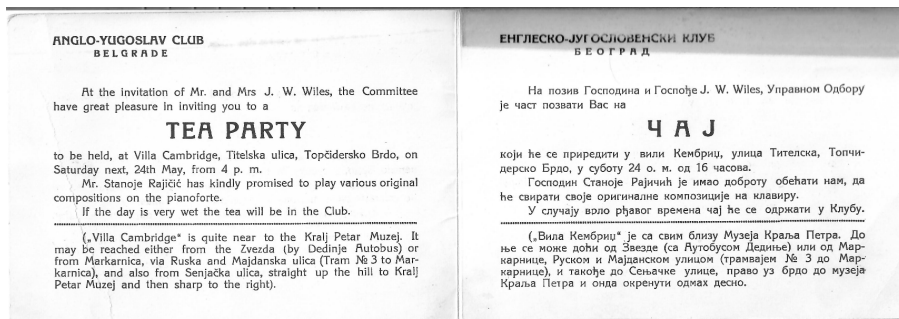 ANGLO-YUGOSLAV CLUB
BELGRADE
At the invitation of Mr. and Mrs J. W. Wiles, the Committee
have great pleasure in inviting you to a
TEA PARTY
to be held, at Villa Cambridge, Titelska ulica, Topčidersko Brdo, on
Saturday next, 24th May, from 4 p. m.
Mr. Stanoje Rajičić has kindly promised to play various original
compositions on the pianoforte.
If the day is very wet the tea will be in the Club.
(„Villa Cambridge“ is quite near to the Kralj Petar Muzej. It
may be reached either from the Zvezda (by Dedinje Autobus) or
from Markarnica, via Ruska and Majdanska ulica (Tram № 3 to Mar-
karnica), and also from Senjačka ulica, straight up the hill to Kralj
Petar Muzej and then sharp to the right).
ЕНГЛЕСКО-ЈУГОСЛОВЕНСКИ КЛУБ
БЕОГРАД
На позив Господина и Госпође J. W. Wiles, Управном Одбору
је част позвати Вас на
ЧАЈ
који ће се приредити у вили Кембриџ, улица Тителска, Топчи-
дерско Брдо, у суботу 24 о. м. од 16 часова.
Господин Станоје Рајичић је имао доброту обећати нам, да
ће свирати своје оригиналне композиције на клавиру.
У случају врло рђавог времена чај ће се одржати у Клубу.
(„Вила Кембриџ“ је са свим близу Музеја Краља Петра. До
ње се може доћи од Звезде (са Аутобусом Дедиње) или од Мар-
карнице, Руском и Мајданском улицом (трамвајем № 3 до Мар-
карнице), и такође до Сењачке улице, право уз брдо до музеја
Краља Петра и онда окренути одмах десно.